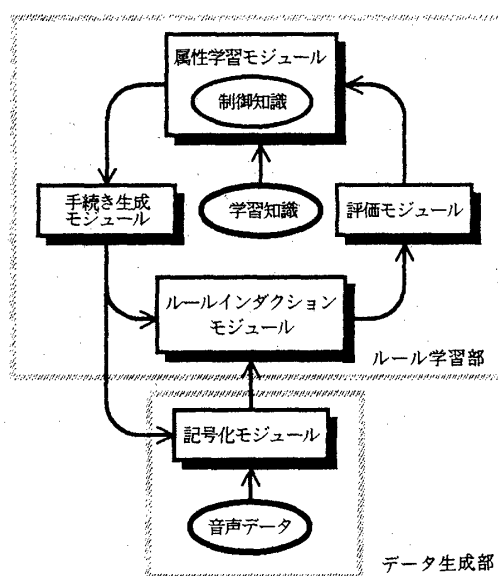 属性学習モジュール
制御知識
手続き生成
モジュール
学習知識
評価モジュール
ルールインダクション
モジュール
ルール学習部
記号化モジュール
音声データ
データ生成部